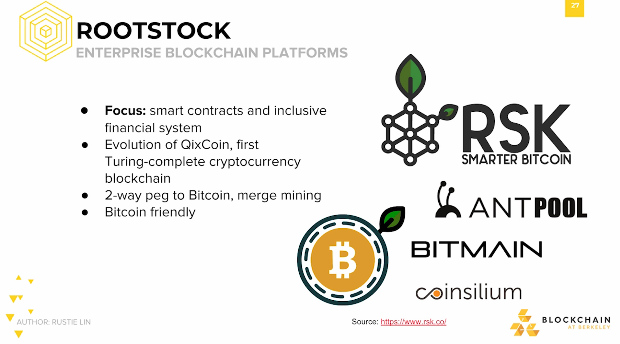 27
ROOTSTOCK
ENTERPRISE BLOCKCHAIN PLATFORMS
● Focus: smart contracts and inclusive
financial system
● Evolution of QixCoin, first
Turing-complete cryptocurrency
blockchain
● 2-way peg to Bitcoin, merge mining
● Bitcoin friendly
RSK
SMARTER BITCOIN
ANTPOOL
BITMAIN
coinsilium
AUTHOR: RUSTIE LIN
Source: https://www.rsk.co/
BLOCKCHAIN
AT BERKELEY